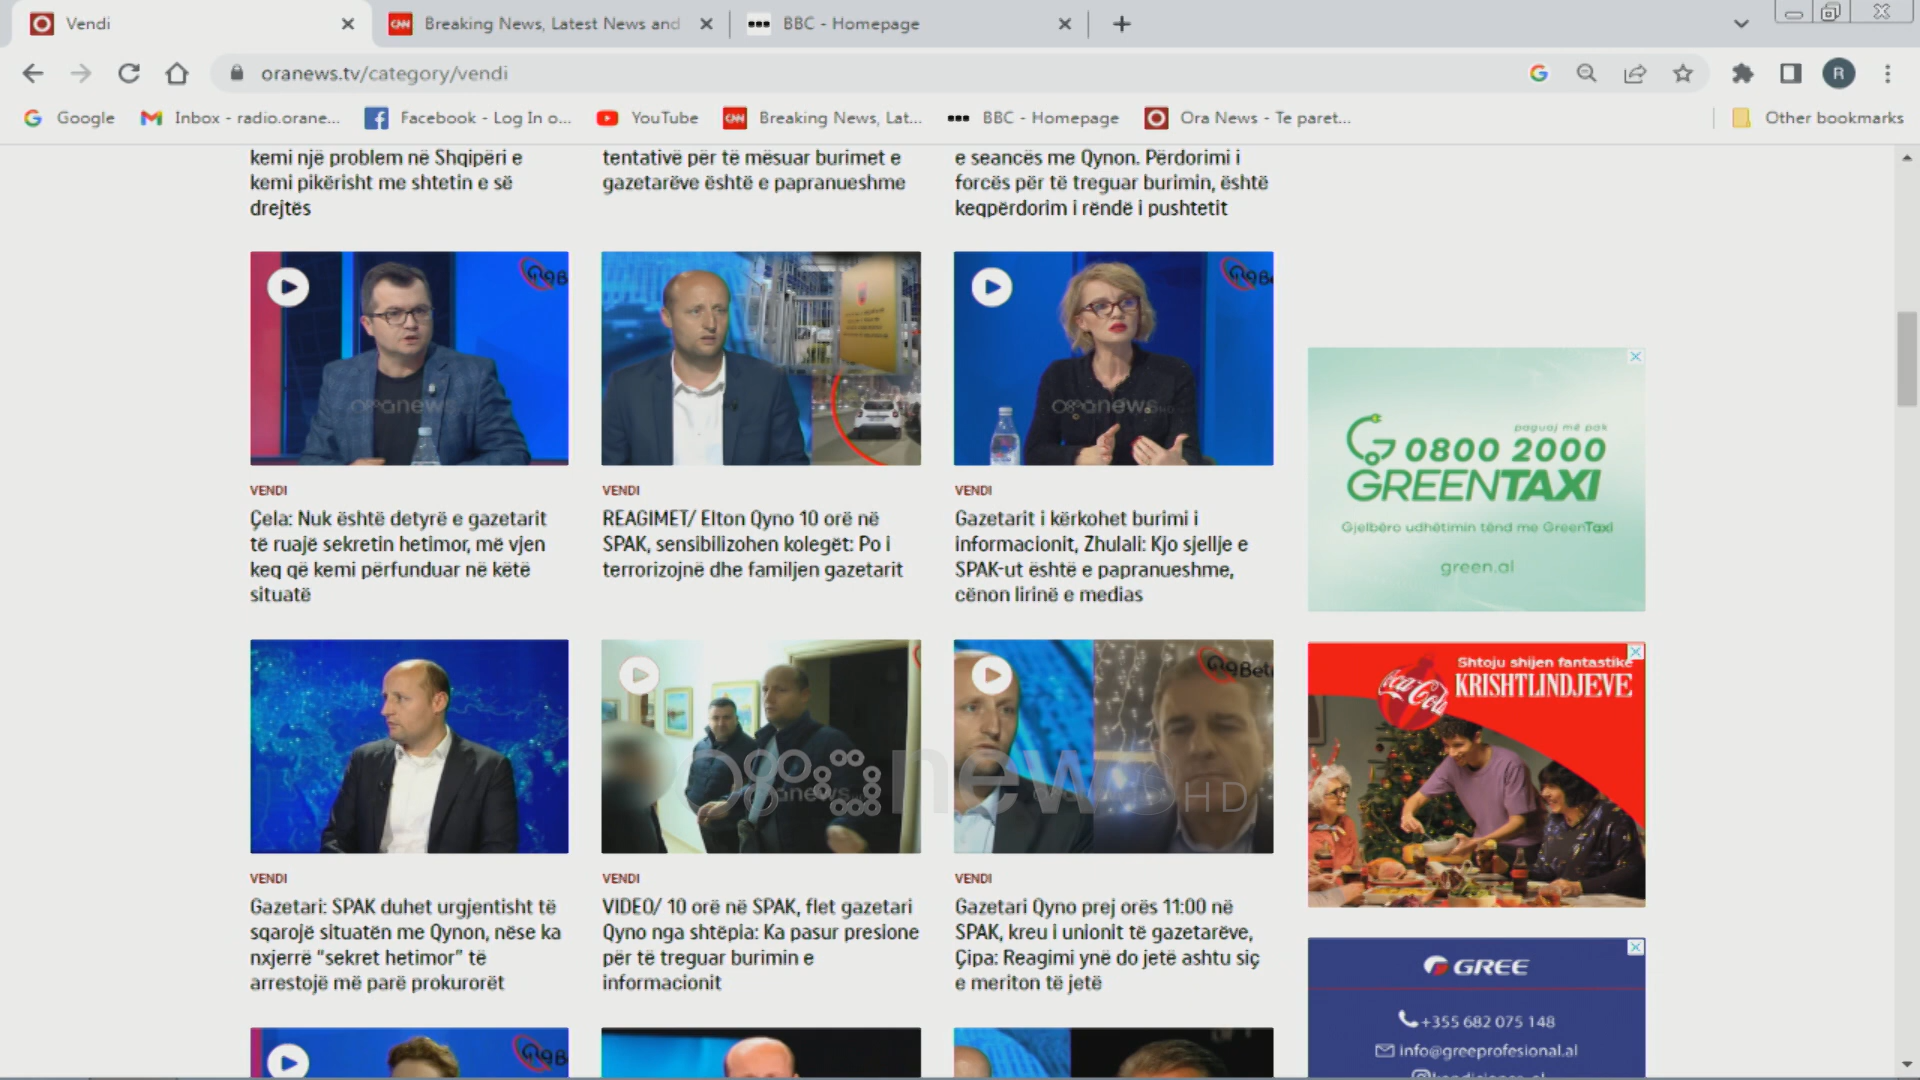 Vendi
Breaking News, Latest News and
BBC - Homepage
oranews.tv/category/vendi
R
Google
Inbox - radio.orane...
Facebook - Log In o...
YouTube
Breaking News, Lat...
BBC - Homepage
Ora News - Te paret...
Other bookmarks
kemi një problem në Shqipëri e
kemi pikërisht me shtetin e së
drejtës
tentativë për të mësuar burimet e
gazetarëve është e papranueshme
e seancës me Qynon. Përdorimi i
forcës për të treguar burimin, është
keqpërdorim i rëndë i pushtetit
VENDI
Çela: Nuk është detyrë e gazetarit
të ruajë sekretin hetimor, më vjen
keq që kemi përfunduar në këtë
situatë
VENDI
REAGIMET/ Elton Qyno 10 orë në
SPAK, sensibilizohen kolegët: Po i
terrorizojnë dhe familjen gazetarit
VENDI
Gazetarit i kërkohet burimi i
informacionit, Zhulali: Kjo sjellje e
SPAK-ut është e papranueshme,
cënon lirinë e medias
paguaj më pak
0800 2000
GREENTAXI
Gjelbëro udhëtimin tënd me GreenTaxi
green.al
VENDI
Gazetari: SPAK duhet urgjentisht të
sqarojë situatën me Qynon, nëse ka
nxjerrë “sekret hetimor” të
arrestojë më parë prokurorët
VENDI
VIDEO/ 10 orë në SPAK, flet gazetari
Qyno nga shtëpia: Ka pasur presione
për të treguar burimin e
informacionit
VENDI
Gazetari Qyno prej orës 11:00 në
SPAK, kreu i unionit të gazetarëve,
Çipa: Reagimi ynë do jetë ashtu siç
e meriton të jetë
oranews HD
Shtoju shijen fantastike
KRISHTLINDJEVE
Coca-Cola
GREE
+355 682 075 148
info@greeprofesional.al